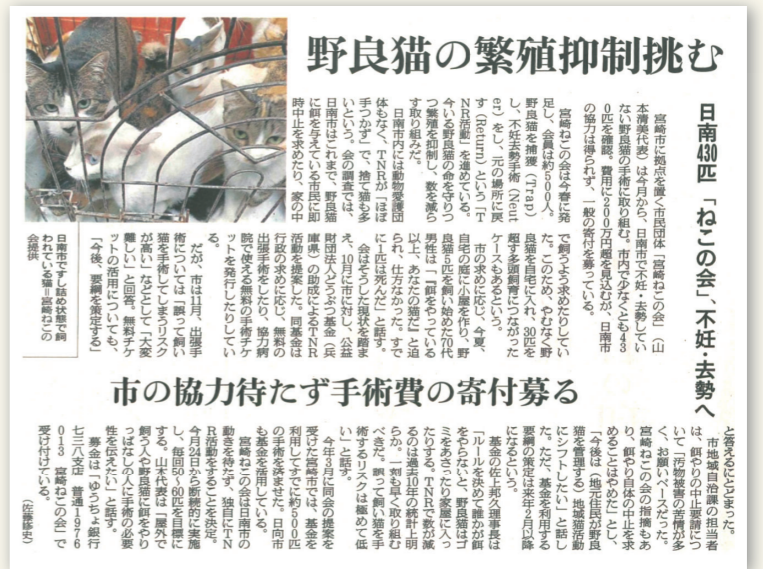 野良猫の繁殖抑制挑む
日南430匹 「ねこの会」、不妊・去勢へ
宮崎市に拠点を置く市民団体「宮崎ねこの会」(山
本清美代表)は今月から、日南市で不妊・去勢してい
ない野良猫の手術に取り組む。市内で少なくとも43
0匹を確認。費用に200万円超を見込むが、日南市
の協力は得られず、一般の寄付を募っている。
宮崎ねこの会は今春に発
足し、会員は約500人。
野良猫を捕獲(Trap)
し、不妊去勢手術(Neut
er)をし、元の場所に戻
す(Return)という「T
NR活動」を進めている。
今いる野良猫の命を守りつ
つ繁殖を抑制し、数を減ら
す取り組みだ。
日南市内には動物愛護団
体もなく、TNRが「ほぼ
手つかず」で、捨て猫も多
いという。会の調査では、
日南市はこれまで、野良猫
に餌を与えている市民に即
時中止を求めたり、家の中
で飼うよう求めたりしてい
た。このため、やむなく野
良猫を自宅に入れ、30匹を
超す多頭飼育につながった
ケースもあるという。
市の求めに応じ、今夏、
自宅の庭に小屋を作り、野
良猫5匹を飼い始めた70代
男性は「『餌をやっている
以上、あなたの猫だ』と迫
られ、仕方なかった。すで
に1匹は死んだ」と話す。
会はそうした現状を踏ま
え、10月に市に対し、公益
財団法人どうぶつ基金(兵
庫県)の助成によるTNR
活動を提案した。同基金は
行政の求めに応じ、無料の
出張手術をしたり、協力病
院で使える無料の手術チケ
ットを発行したりしてい
る。
だが、市は11月、出張手
術については「誤って飼い
猫を手術してしまうリスク
が高い」などとして「大変
難しい」と回答。無料チケ
ットの活用についても、
「今後、要綱を策定する」
日南市ですし詰め状態で飼
われている猫=宮崎ねこの
会提供
市の協力待たず手術費の寄付募る
と答えるにとどまった。
市地域自治課の担当者
は、餌やりの中止要請につ
いて「汚物被害の苦情が多
く、お願いベースだった。
宮崎ねこの会の指摘もあ
り、餌やり自体の中止を求
めることはやめた」とし、
「今後は(地元住民が野良
猫を管理する)地域猫活動
にシフトしたい」と話し
た。ただ、基金を利用する
要綱の策定は来年2月以降
になるという。
基金の佐上邦久理事長は
「ルールを決めて誰かが餌
をやらないと、野良猫はゴ
ミをあさったり家屋に入っ
たりする。TNRで数が減
るのは過去10年の統計上明
らか。一刻も早く取り組む
べきだ。誤って飼い猫を手
術するリスクは極めて低
い」と話す。
今年3月に同会の提案を
受けた宮崎市では、基金を
利用してすでに約500匹
の手術を済ませた。日向市
も基金を活用している。
宮崎ねこの会は日南市の
動きを待たず、独自にTN
R活動をすることを決定。
今月24日から断続的に実施
し、毎回50~60匹を目標に
する。山本代表は「屋外で
飼う人や野良猫に餌をやり
っぱなしの人に手術の必要
性を伝えたい」と話す。
募金は「ゆうちょ銀行
七三八支店 普通1976
013 宮崎ねこの会」で
受け付けている。